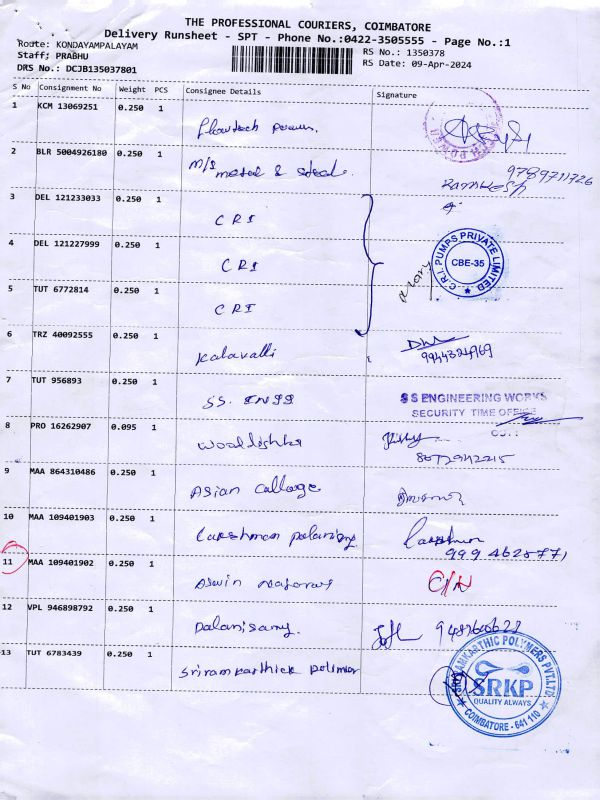 THE PROFESSIONAL COURIERS, COIMBATORE
Delivery Runsheet - SPT - Phone No.:0422-3505555 - Page No.:1
Route: KONDAYAMPALAYAM
Staff: PRABHU
DRS No.: DCJB135037801
RS No.: 1350378
RS Date: 09-Apr-2024
S No Consignment No Weight PCS Consignee Details Signature
1 KCM 13069251 0.250 1
2 BLR 5004926180 0.250 1 M/s metal & steel
Ramkesh 9789711726
3 DEL 121233033 0.250 1 CRI
4 DEL 121227999 0.250 1 CRI
C.R.I. PUMPS PRIVATE LIMITED
CBE-35
5 TUT 6772814 0.250 1 CRI
6 TRZ 40092555 0.250 1 Kalavalli
7 TUT 956893 0.250 1 SS. ENGG
S S ENGINEERING WORKS
SECURITY TIME OFFICE
8 PRO 16262907 0.095 1
9 MAA 864310486 0.250 1 Asian College
10 MAA 109401903 0.250 1 Lakshman
11 MAA 109401902 0.250 1 Aswin
12 VPL 946898792 0.250 1 Palanisamy.
13 TUT 6783439 0.250 1 Sriramkarthick polimer
SRIRAMKARTHIC POLYMERS PVT.LTD
SRKP
QUALITY ALWAYS
COIMBATORE - 641 110